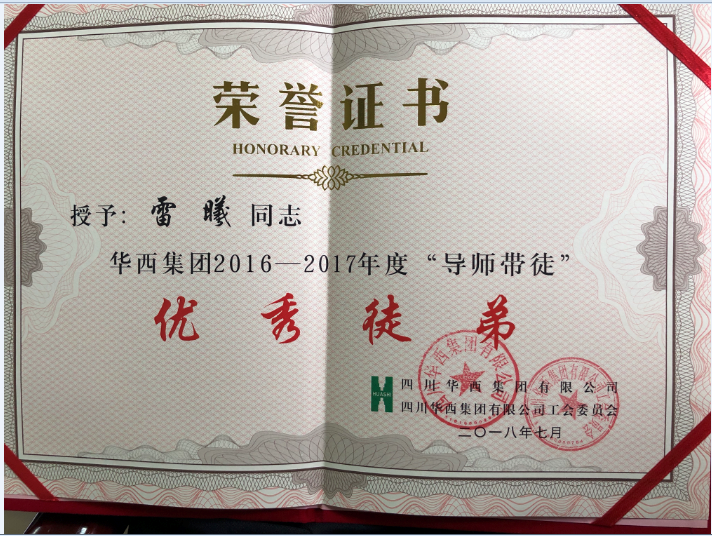 荣誉证书
HONORARY CREDENTIAL
授予：雷曦同志
华西集团2016—2017年度“导师带徒”
优秀徒弟
四川华西集团有限公司
四川华西集团有限公司工会委员会
二〇一八年七月